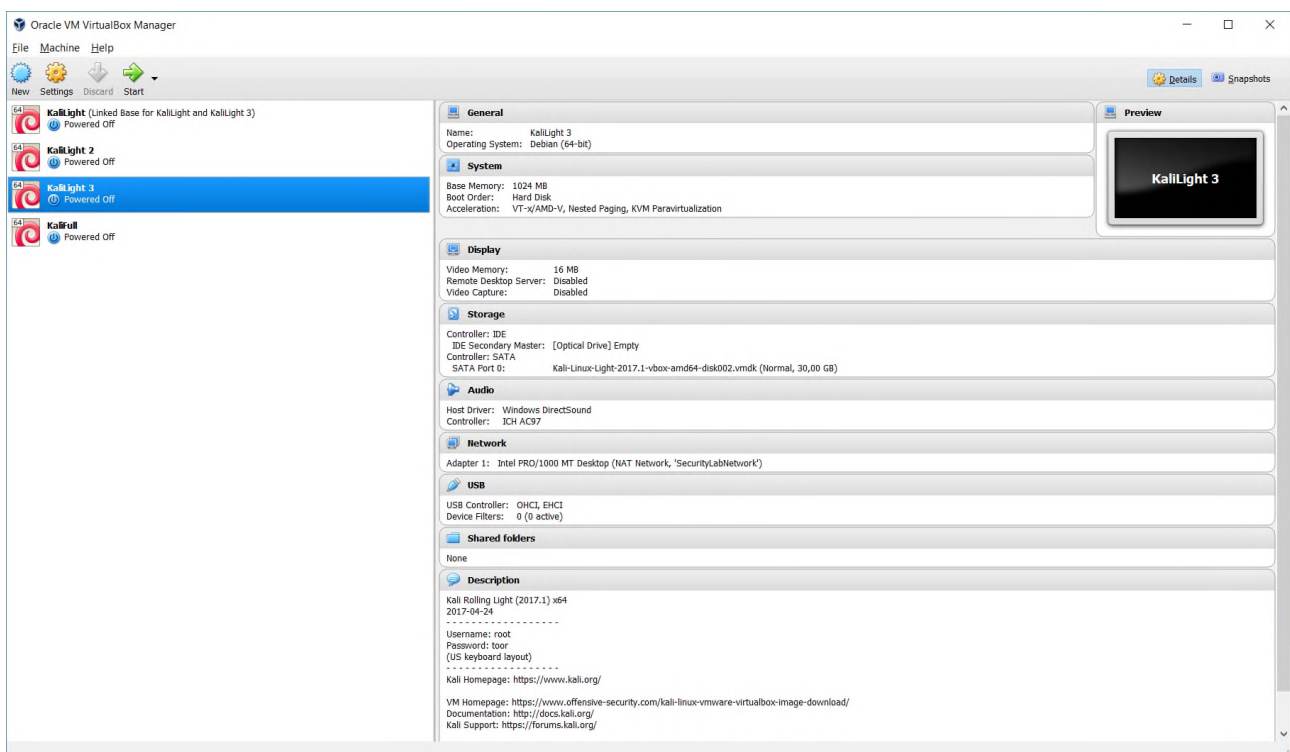 Oracle VM VirtualBox Manager
File Machine Help
New Settings Discard Start
Details Snapshots
64 KaliLight (Linked Base for KaliLight and KaliLight 3)
Powered Off
64 KaliLight 2
Powered Off
64 KaliLight 3
Powered Off
64 KaliFull
Powered Off
General
Name: KaliLight 3
Operating System: Debian (64-bit)
System
Base Memory: 1024 MB
Boot Order: Hard Disk
Acceleration: VT-x/AMD-V, Nested Paging, KVM Paravirtualization
Preview
KaliLight 3
Display
Video Memory: 16 MB
Remote Desktop Server: Disabled
Video Capture: Disabled
Storage
Controller: IDE
IDE Secondary Master: [Optical Drive] Empty
Controller: SATA
SATA Port 0: Kali-Linux-Light-2017.1-vbox-amd64-disk002.vmdk (Normal, 30,00 GB)
Audio
Host Driver: Windows DirectSound
Controller: ICH AC97
Network
Adapter 1: Intel PRO/1000 MT Desktop (NAT Network, 'SecurityLabNetwork')
USB
USB Controller: OHCI, EHCI
Device Filters: 0 (0 active)
Shared folders
None
Description
Kali Rolling Light (2017.1) x64
2017-04-24
- - - - - - - - - - - - - - - - - -
Username: root
Password: toor
(US keyboard layout)
- - - - - - - - - - - - - - - - - -
Kali Homepage: https://www.kali.org/
VM Homepage: https://www.offensive-security.com/kali-linux-vmware-virtualbox-image-download/
Documentation: http://docs.kali.org/
Kali Support: https://forums.kali.org/